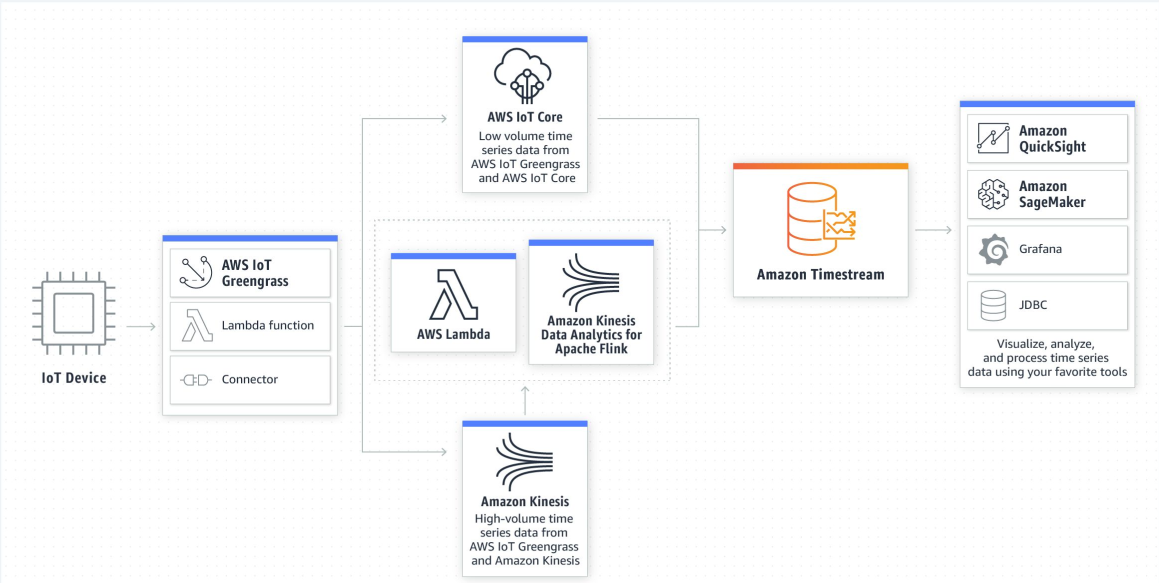 IoT Device
AWS IoT
Greengrass
Lambda function
Connector
AWS IoT Core
Low volume time
series data from
AWS IoT Greengrass
and AWS IoT Core
AWS Lambda
Amazon Kinesis
Data Analytics for
Apache Flink
Amazon Kinesis
High-volume time
series data from
AWS IoT Greengrass
and Amazon Kinesis
Amazon Timestream
Amazon
QuickSight
Amazon
SageMaker
Grafana
JDBC
Visualize, analyze,
and process time series
data using your favorite tools